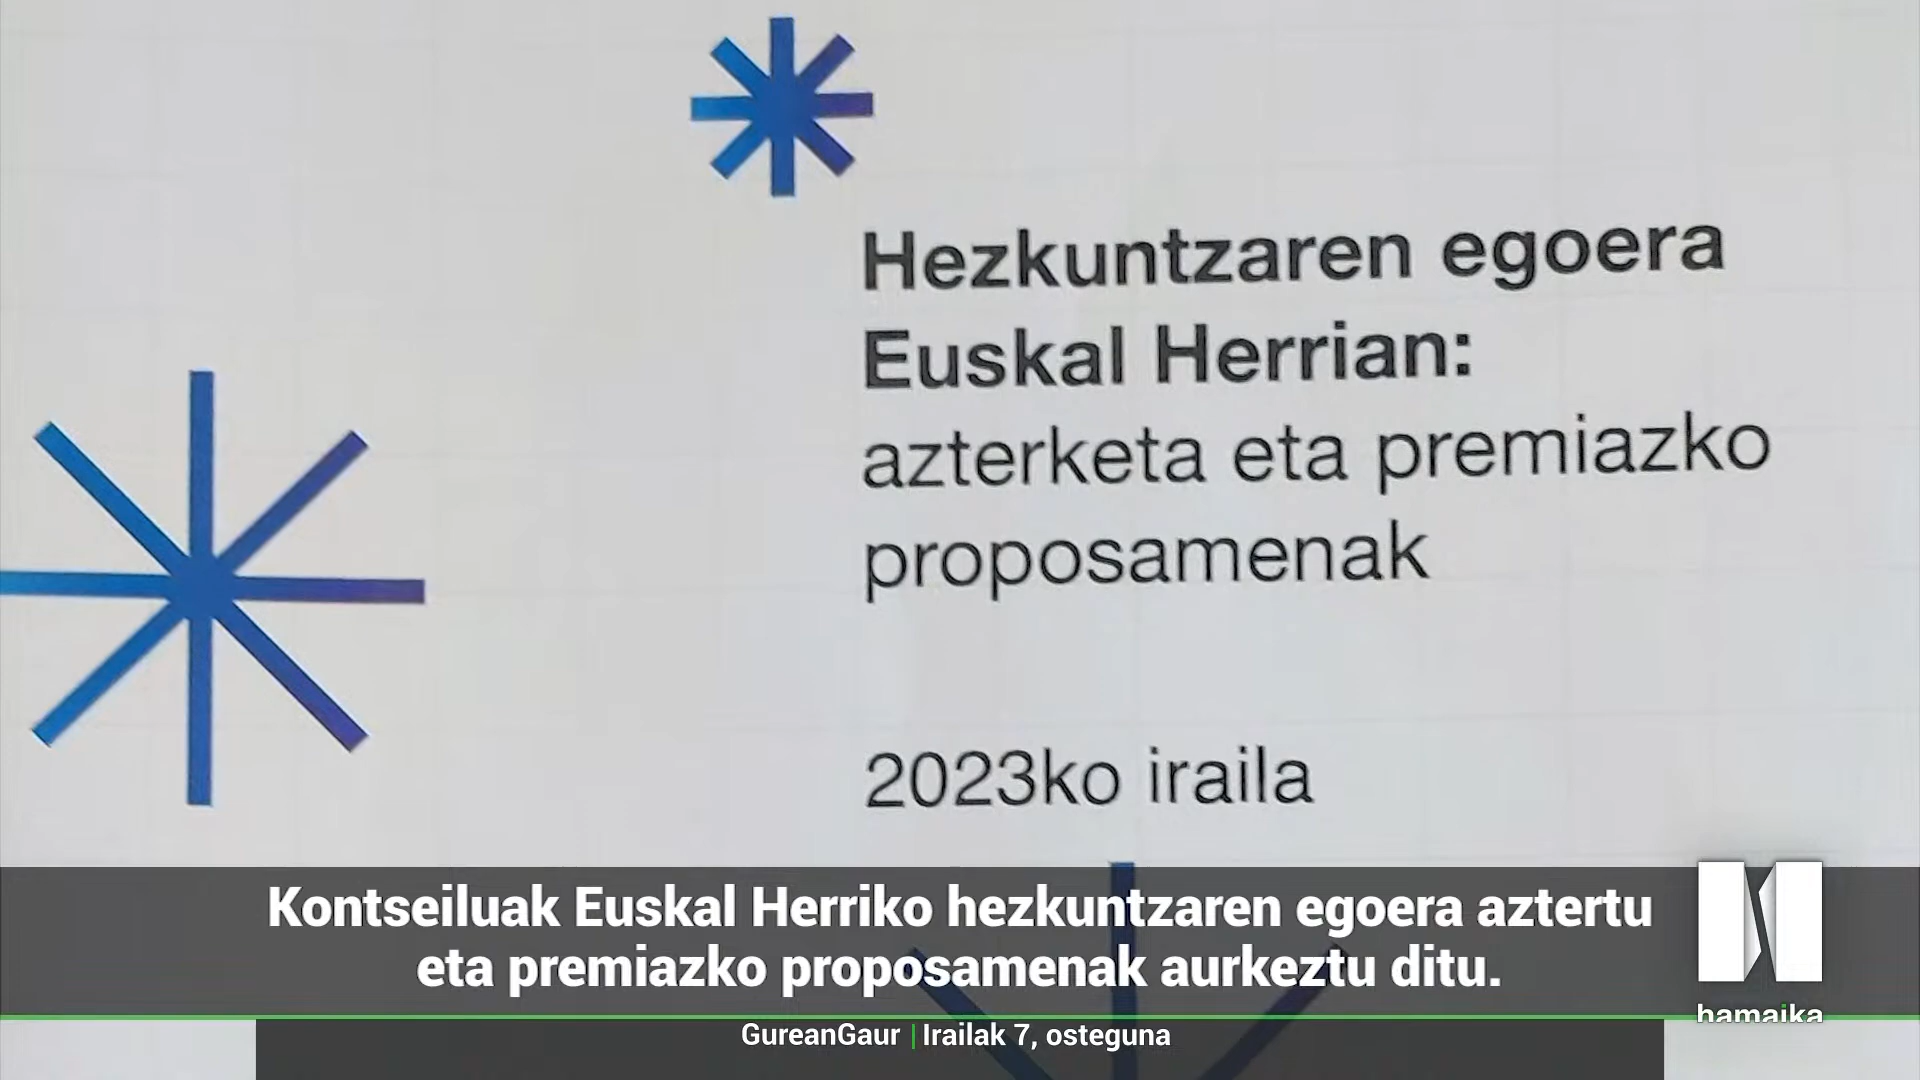 Hezkuntzaren egoera
Euskal Herrian:
azterketa eta premiazko
proposamenak
2023ko iraila
Kontseiluak Euskal Herriko hezkuntzaren egoera aztertu
eta premiazko proposamenak aurkeztu ditu.
hamaika
GureanGaur | Irailak 7, osteguna